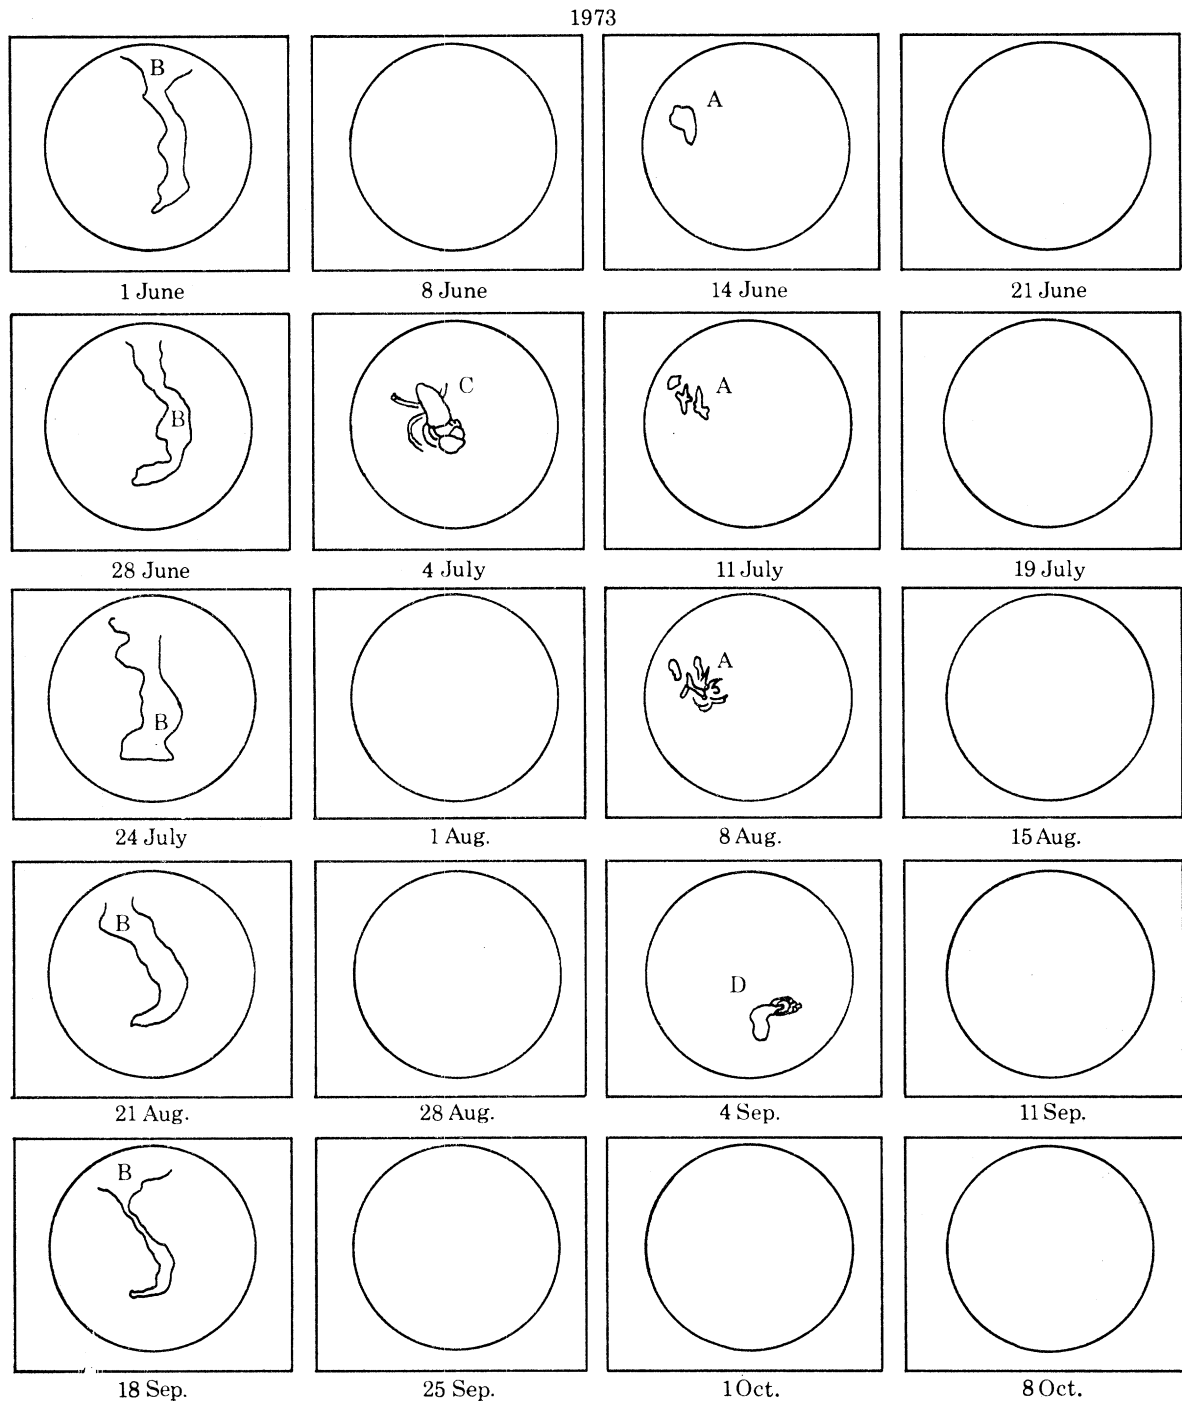 1973
B
A
1 June 8 June 14 June 21 June
B
C
A
28 June 4 July 11 July 19 July
B
A
24 July 1 Aug. 8 Aug. 15 Aug.
B
D
21 Aug. 28 Aug. 4 Sep. 11 Sep.
B
18 Sep. 25 Sep. 1 Oct. 8 Oct.